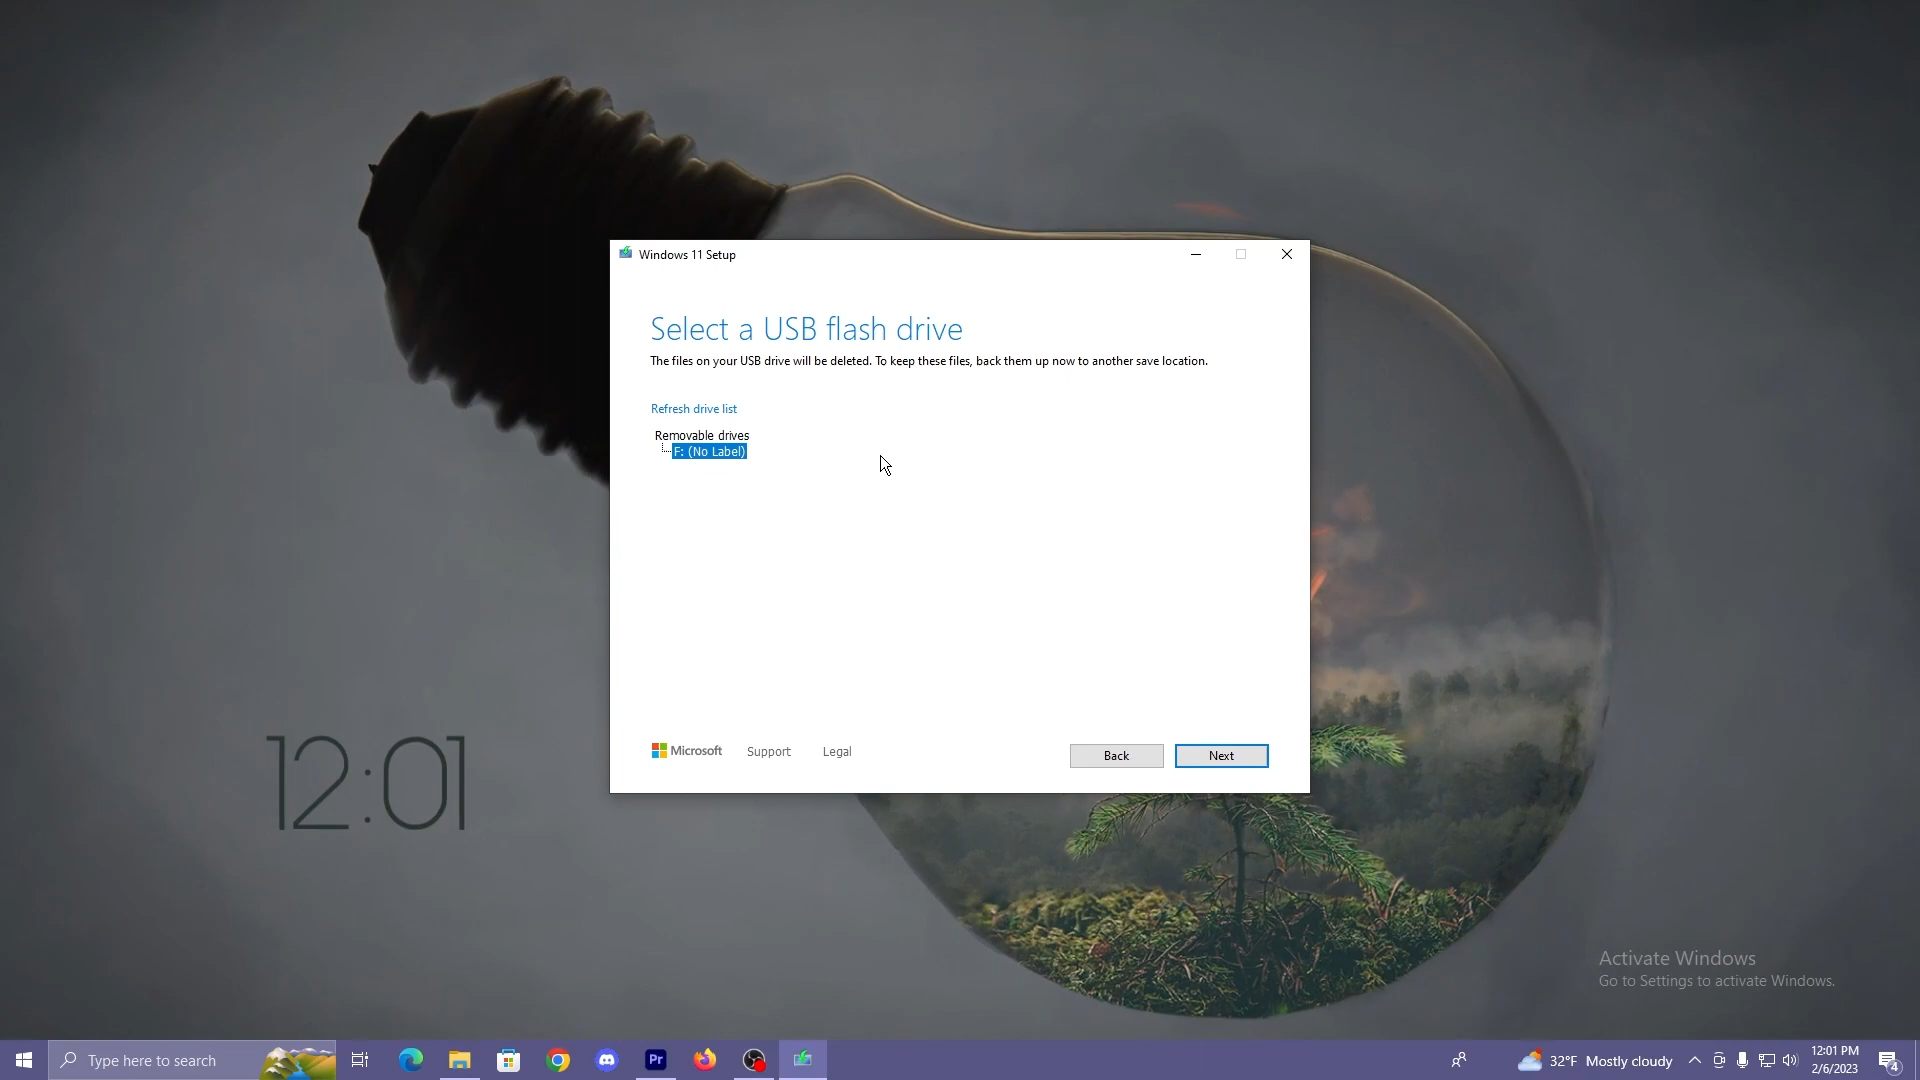 Windows 11 Setup
Select a USB flash drive
The files on your USB drive will be deleted. To keep these files, back them up now to another save location.
Refresh drive list
Removable drives
F: (No Label)
Microsoft
Support
Legal
Back
Next
12:01
Activate Windows
Go to Settings to activate Windows.
Type here to search
Pr
32°F Mostly cloudy
12:01 PM
2/6/2023
4